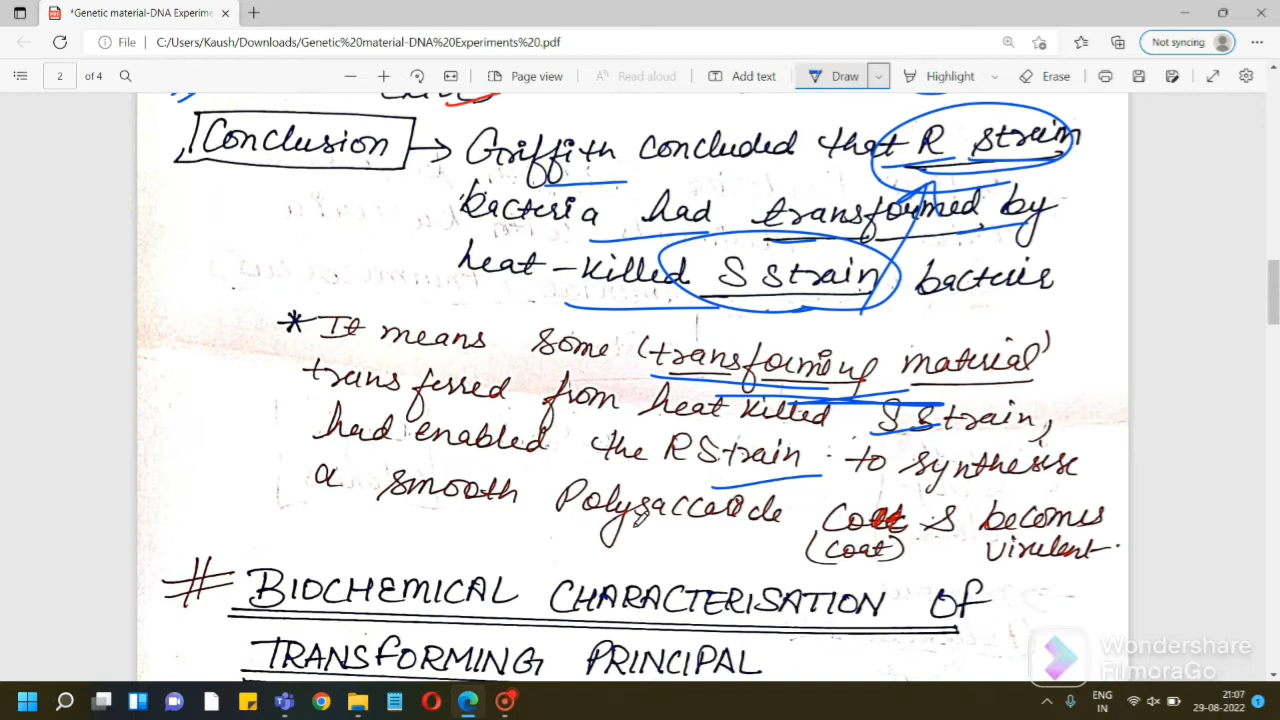 *Genetic material-DNA Experime
File
C:/Users/Kaush/Downloads/Genetic%20material-DNA%20Experiments%20.pdf
Not syncing
2 of 4
Page view
Read aloud
Add text
Draw
Highlight
Erase
Conclusion → Griffith concluded that R strain
bacteria had transformed by
heat-killed S strain bacteria
* It means some (transforming material)
transferred from heat killed S Strain,
had enabled the R Strain to synthesise
a smooth Polysaccaride Coat & becomes
(coat) virulent.
# BIOCHEMICAL CHARACTERISATION Of
TRANSFORMING PRINCIPAL
Wondershare
FilmoraGo
ENG
IN
21:07
29-08-2022